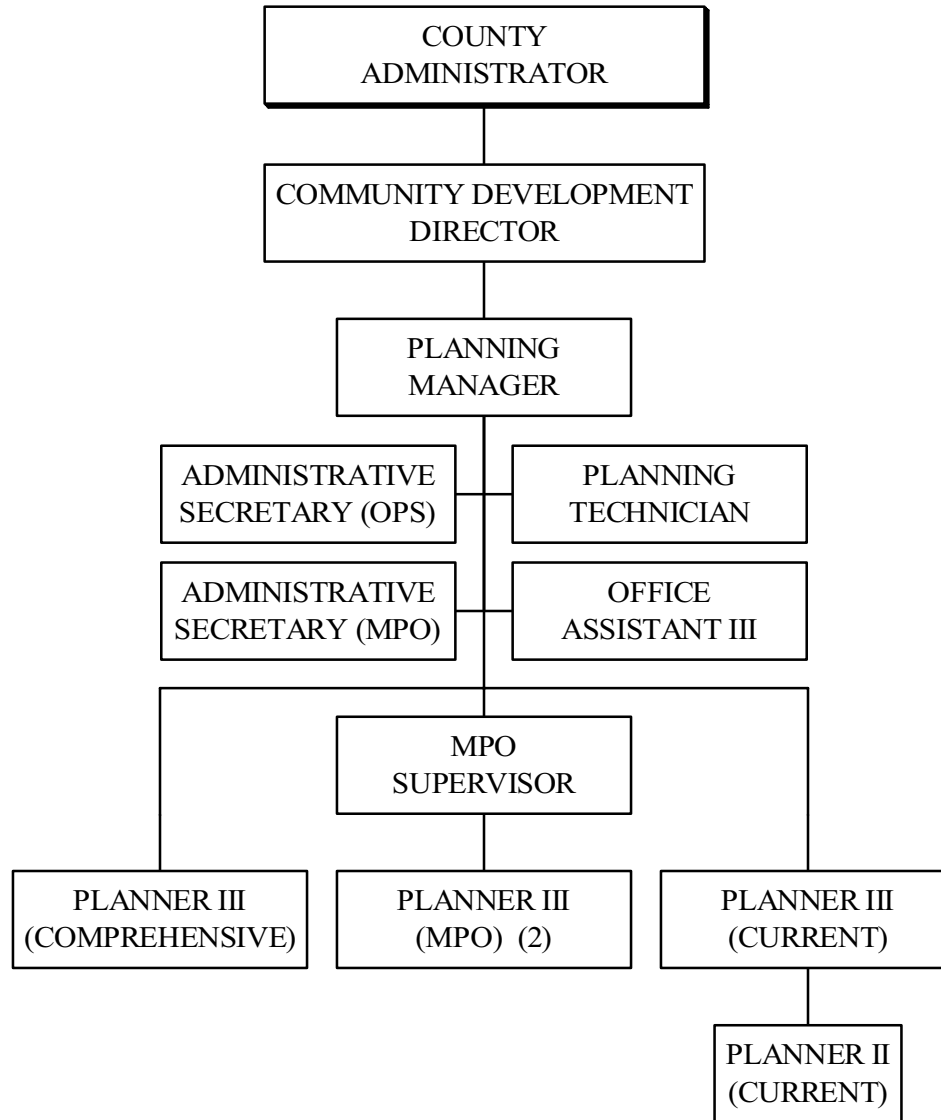 COUNTY
ADMINISTRATOR
COMMUNITY DEVELOPMENT
DIRECTOR
PLANNING
MANAGER
ADMINISTRATIVE
SECRETARY (OPS)
PLANNING
TECHNICIAN
ADMINISTRATIVE
SECRETARY (MPO)
OFFICE
ASSISTANT III
MPO
SUPERVISOR
PLANNER III
(COMPREHENSIVE)
PLANNER III
(MPO) (2)
PLANNER III
(CURRENT)
PLANNER II
(CURRENT)